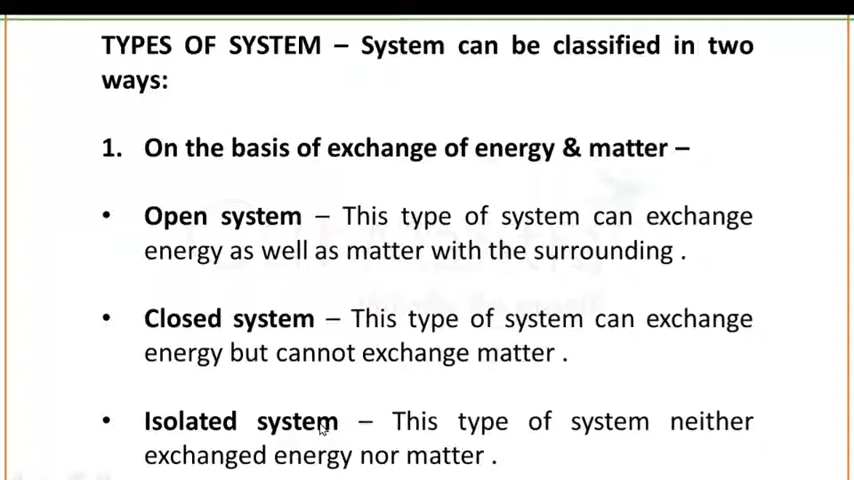 TYPES OF SYSTEM – System can be classified in two
ways:
1. On the basis of exchange of energy & matter –
• Open system – This type of system can exchange
energy as well as matter with the surrounding .
• Closed system – This type of system can exchange
energy but cannot exchange matter .
• Isolated system – This type of system neither
exchanged energy nor matter .